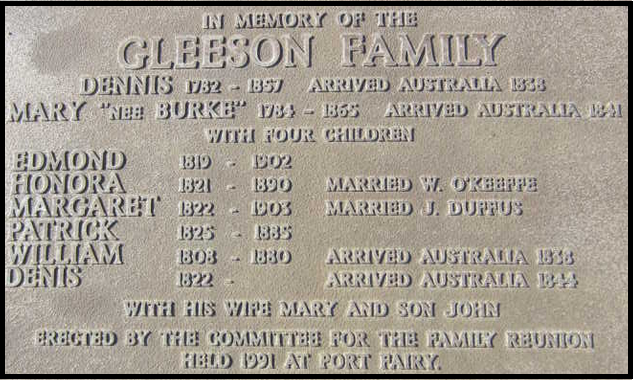 IN MEMORY OF THE
GLEESON FAMILY
DENNIS 1782 - 1857 ARRIVED AUSTRALIA 1838
MARY "NEE BURKE" 1784 - 1865 ARRIVED AUSTRALIA 1841
WITH FOUR CHILDREN
EDMOND 1819 - 1902
HONORA 1821 - 1890 MARRIED W. O'KEEFFE
MARGARET 1822 - 1903 MARRIED J. DUFFUS
PATRICK 1825 - 1885
WILLIAM 1808 - 1880 ARRIVED AUSTRALIA 1838
DENIS 1822 - ARRIVED AUSTRALIA 1844
WITH HIS WIFE MARY AND SON JOHN
ERECTED BY THE COMMITTEE FOR THE FAMILY REUNION
HELD 1991 AT PORT FAIRY.